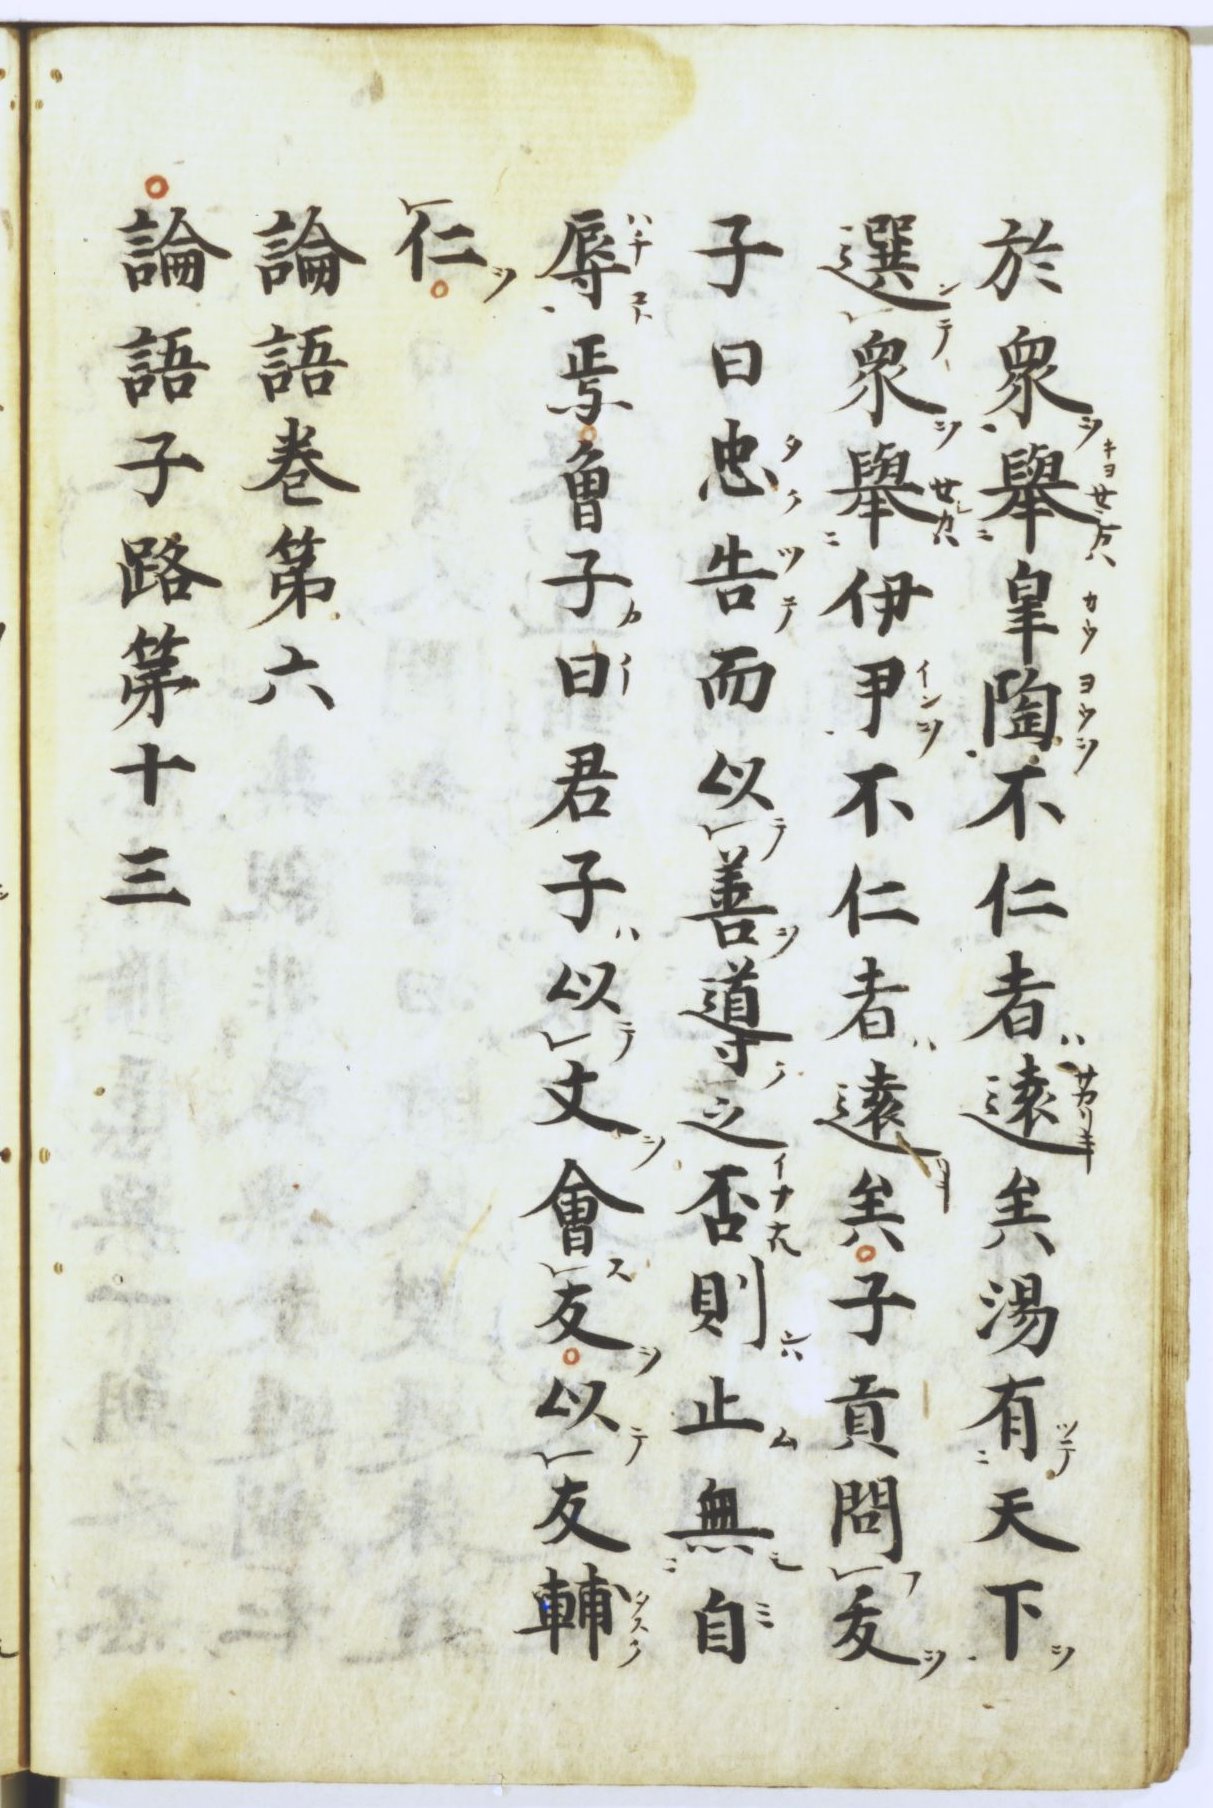 於衆舉皐陶不仁者遠矣湯有天下
選衆舉伊尹不仁者遠矣子貢問友
子曰忠告而以善導之否則止無自
辱焉曾子曰君子以文會友以友輔
仁
論語巻第六
論語子路第十三